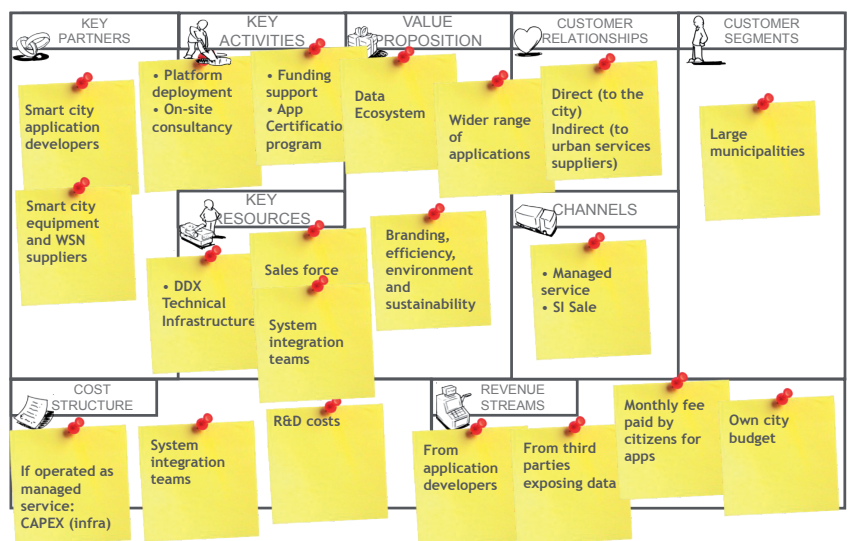 KEY
PARTNERS
KEY
ACTIVITIES
VALUE
PROPOSITION
CUSTOMER
RELATIONSHIPS
CUSTOMER
SEGMENTS
Smart city
application
developers
Smart city
equipment
and WSN
suppliers
• Platform
deployment
• On-site
consultancy
• Funding
support
• App
Certificatio
program
Data
Ecosystem
Wider range
of
applications
Direct (to the
city)
Indirect (to
urban services
suppliers)
Large
municipalities
KEY
RESOURCES
• DDX
Technical
Infrastructure
Sales force
System
integration
teams
Branding,
efficiency,
environment
and
sustainability
CHANNELS
• Managed
service
• SI Sale
COST
STRUCTURE
If operated as
managed
service:
CAPEX (infra)
System
integration
teams
R&D costs
REVENUE
STREAMS
From
application
developers
From third
parties
exposing data
Monthly fee
paid by
citizens for
apps
Own city
budget